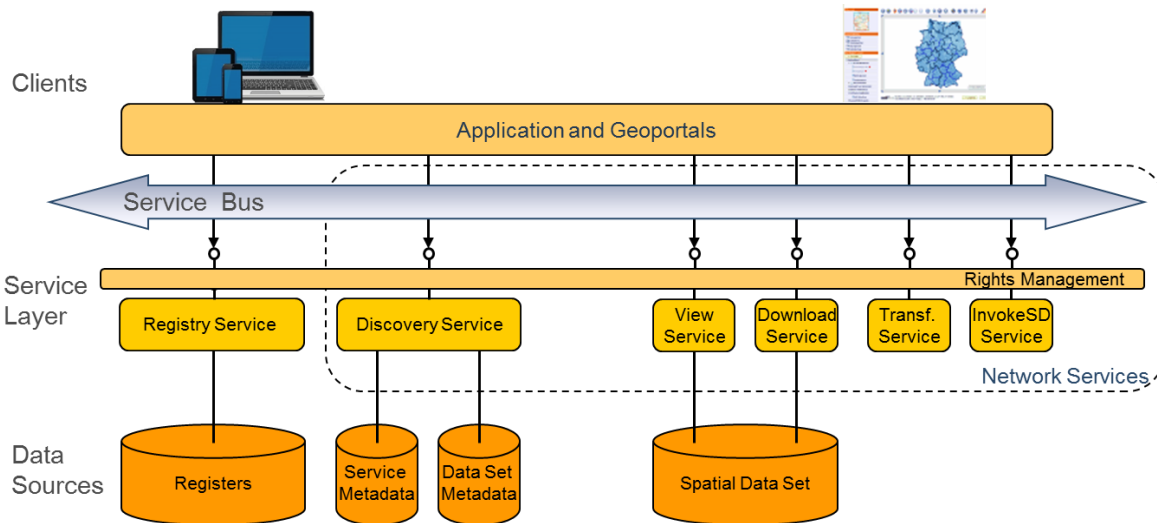 Clients
Application and Geoportals
Service Bus
Rights Management
Service
Layer
Registry Service
Discovery Service
View
Service
Download
Service
Transf.
Service
InvokeSD
Service
Network Services
Data
Sources
Registers
Service
Metadata
Data Set
Metadata
Spatial Data Set